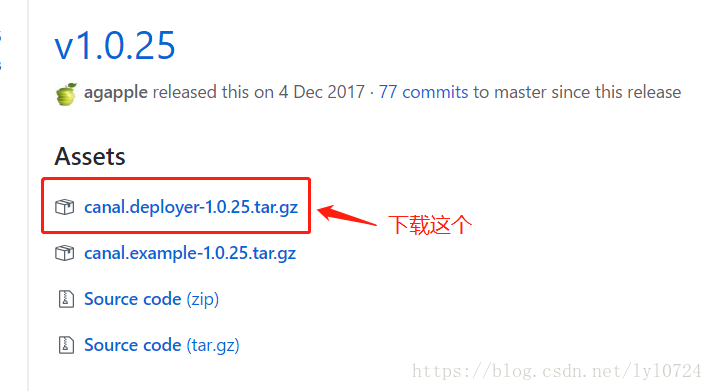 v1.0.25
agapple released this on 4 Dec 2017 · 77 commits to master since this release
Assets
canal.deployer-1.0.25.tar.gz
下载这个
canal.example-1.0.25.tar.gz
Source code (zip)
Source code (tar.gz)
https://blog.csdn.net/lyl0724